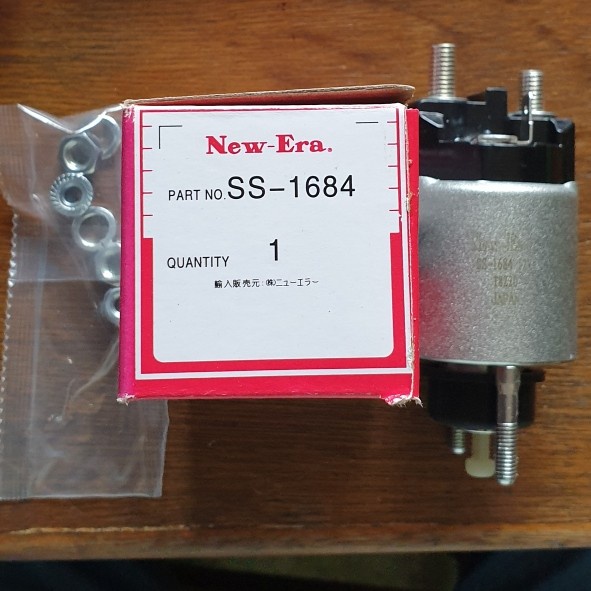 New-Era.
PART NO. SS-1684
QUANTITY 1
輸入販売元:㈱ニューエラー
SS-1684
JAPAN